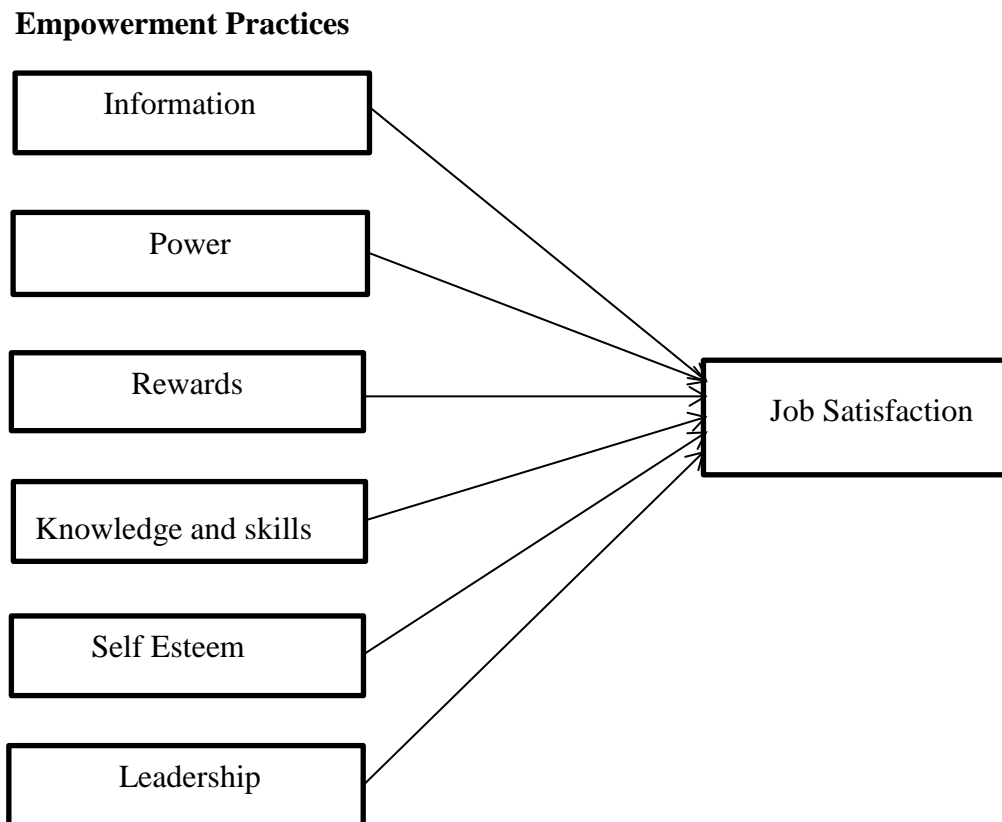 Empowerment Practices
Information
Power
Rewards
Job Satisfaction
Knowledge and skills
Self Esteem
Leadership